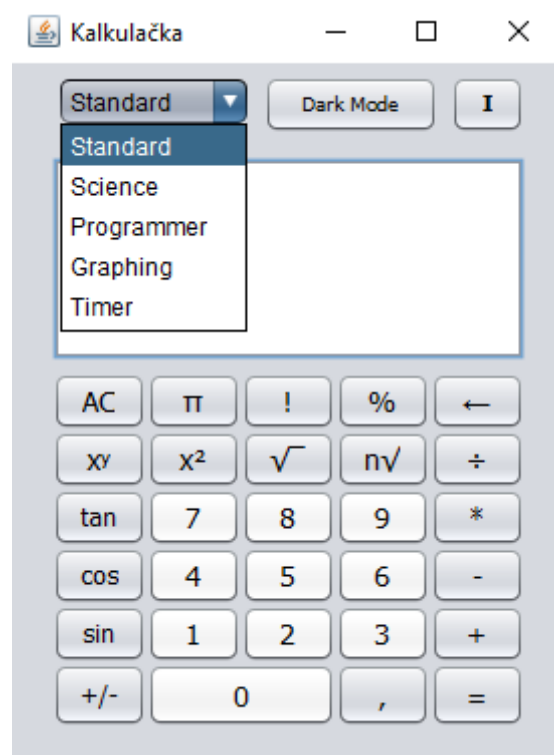 Kalkulačka
Standard Dark Mode I
Standard
Science
Programmer
Graphing
Timer
AC π ! % ←
xʸ x² √‾ n√ ÷
tan 7 8 9 *
cos 4 5 6 -
sin 1 2 3 +
+/- 0 , =